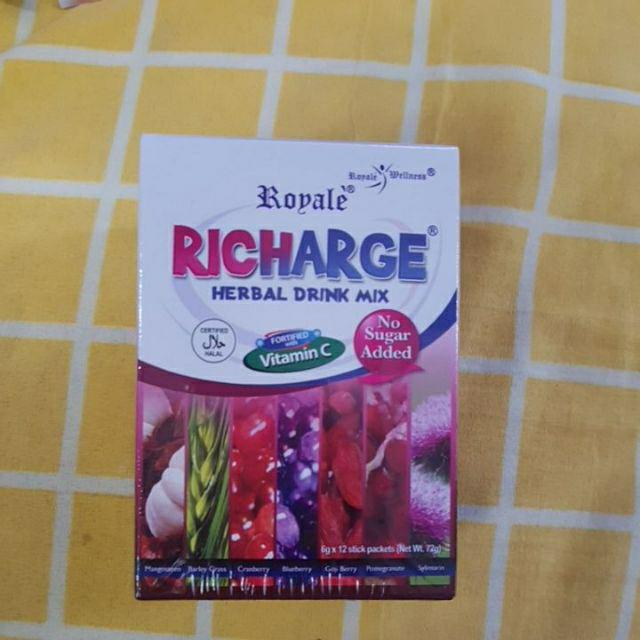 Royale Wellness®
Royalè®
RICHARGE®
HERBAL DRINK MIX
CERTIFIED
حلال
HALAL
FORTIFIED
with
Vitamin C
No
Sugar
Added
6g x 12 stick packets (Net Wt. 72g)
Mangosteen Barley Grass Cranberry Blueberry Goji Berry Pomegranate Sylmarin